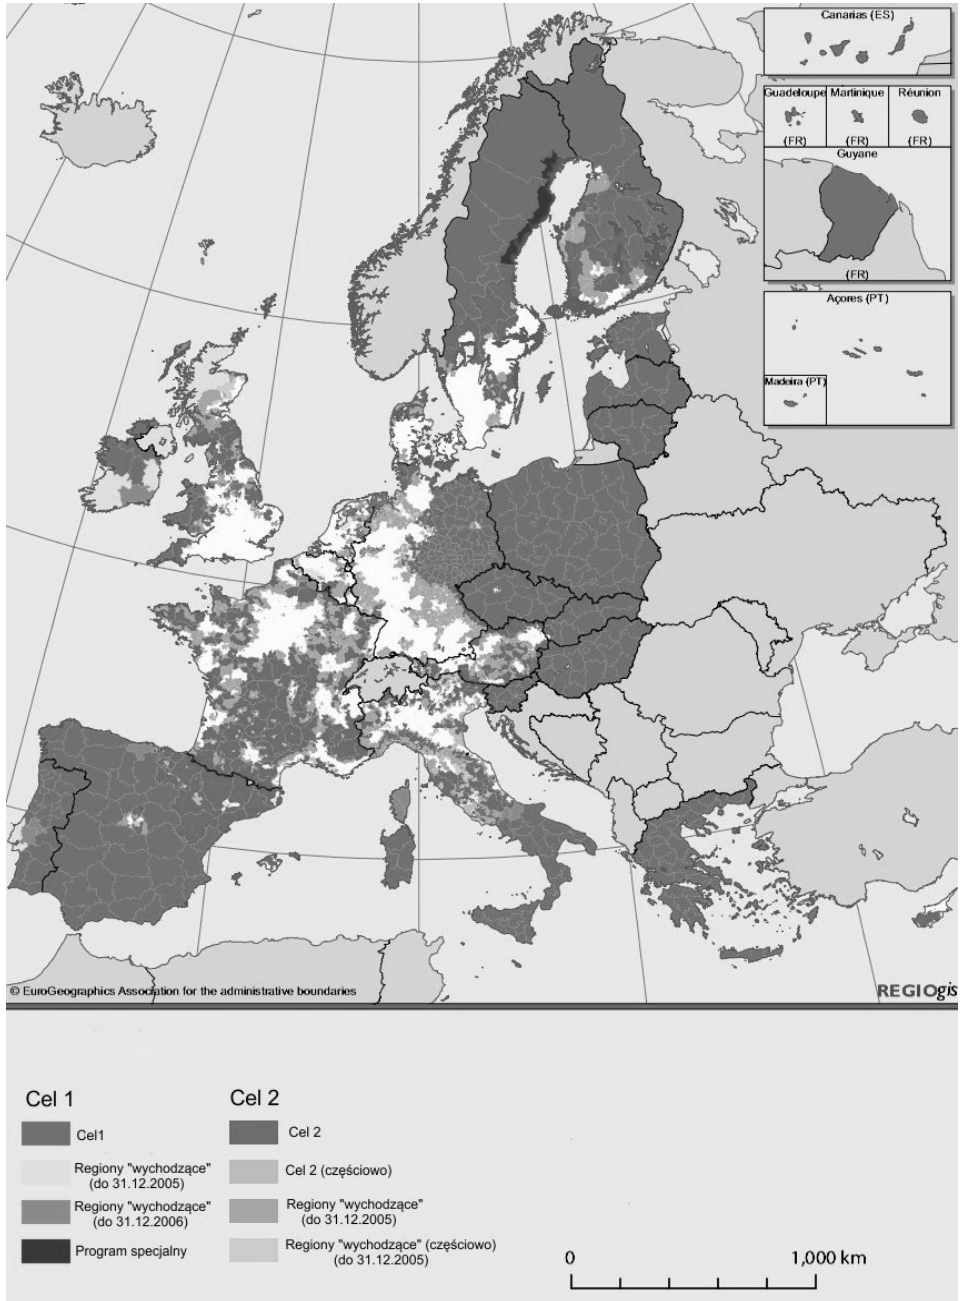 Canarias (ES)
Guadeloupe
Martinique
Réunion
(FR)
(FR)
(FR)
Guyane
(FR)
Açores (PT)
Madeira (PT)
© EuroGeographics Association for the administrative boundaries
REGIOgis
Cel 1
Cel1
Regiony "wychodzące"
(do 31.12.2005)
Regiony "wychodzące"
(do 31.12.2006)
Program specjalny
Cel 2
Cel 2
Cel 2 (częściowo)
Regiony "wychodzące"
(do 31.12.2005)
Regiony "wychodzące" (częściowo)
(do 31.12.2005)
0
1,000 km